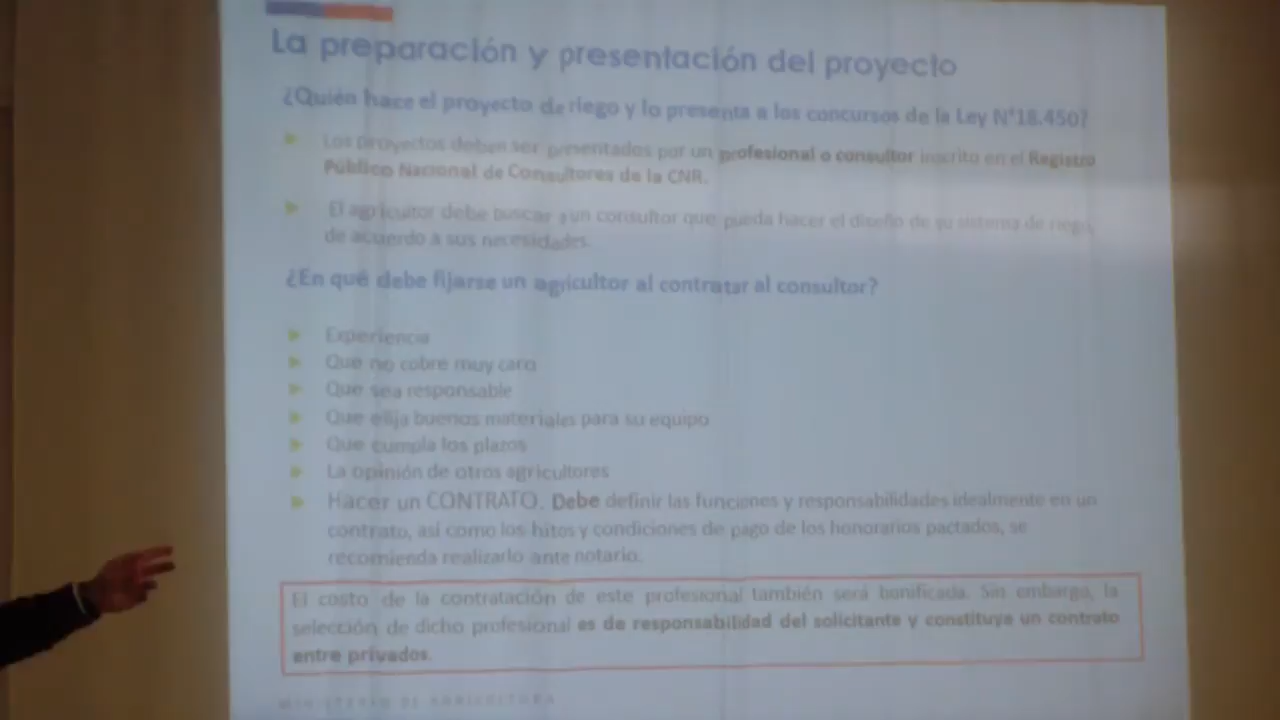 La preparación y presentación del proyecto
¿Quién hace el proyecto de riego y lo presenta a los concursos de la Ley N°18.450?
Los proyectos deben ser presentados por un profesional o consultor inscrito en el Registro
Público Nacional de Consultores de la CNR.
El agricultor debe buscar a un consultor que pueda hacer el diseño de su sistema de riego,
de acuerdo a sus necesidades.
¿En qué debe fijarse un agricultor al contratar al consultor?
Experiencia
Que no cobre muy caro
Que sea responsable
Que elija buenos materiales para su equipo
Que cumpla los plazos
La opinión de otros agricultores
Hacer un CONTRATO. Debe definir las funciones y responsabilidades idealmente en un
contrato, así como los hitos y condiciones de pago de los honorarios pactados, se
recomienda realizarlo ante notario.
El costo de la contratación de este profesional también será bonificada. Sin embargo, la
selección de dicho profesional es de responsabilidad del solicitante y constituye un contrato
entre privados.
MINISTERIO DE AGRICULTURA